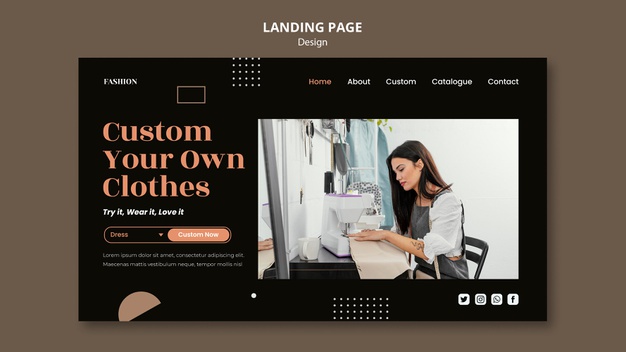 LANDING PAGE
Design
FASHION
Home About Custom Catalogue Contact
Custom
Your Own
Clothes
Try it, Wear it, Love it
Dress Custom Now
Lorem ipsum dolor sit amet, consectetur adipiscing elit.
Maecenas mattis vestibulum neque, tempor mollis nisl